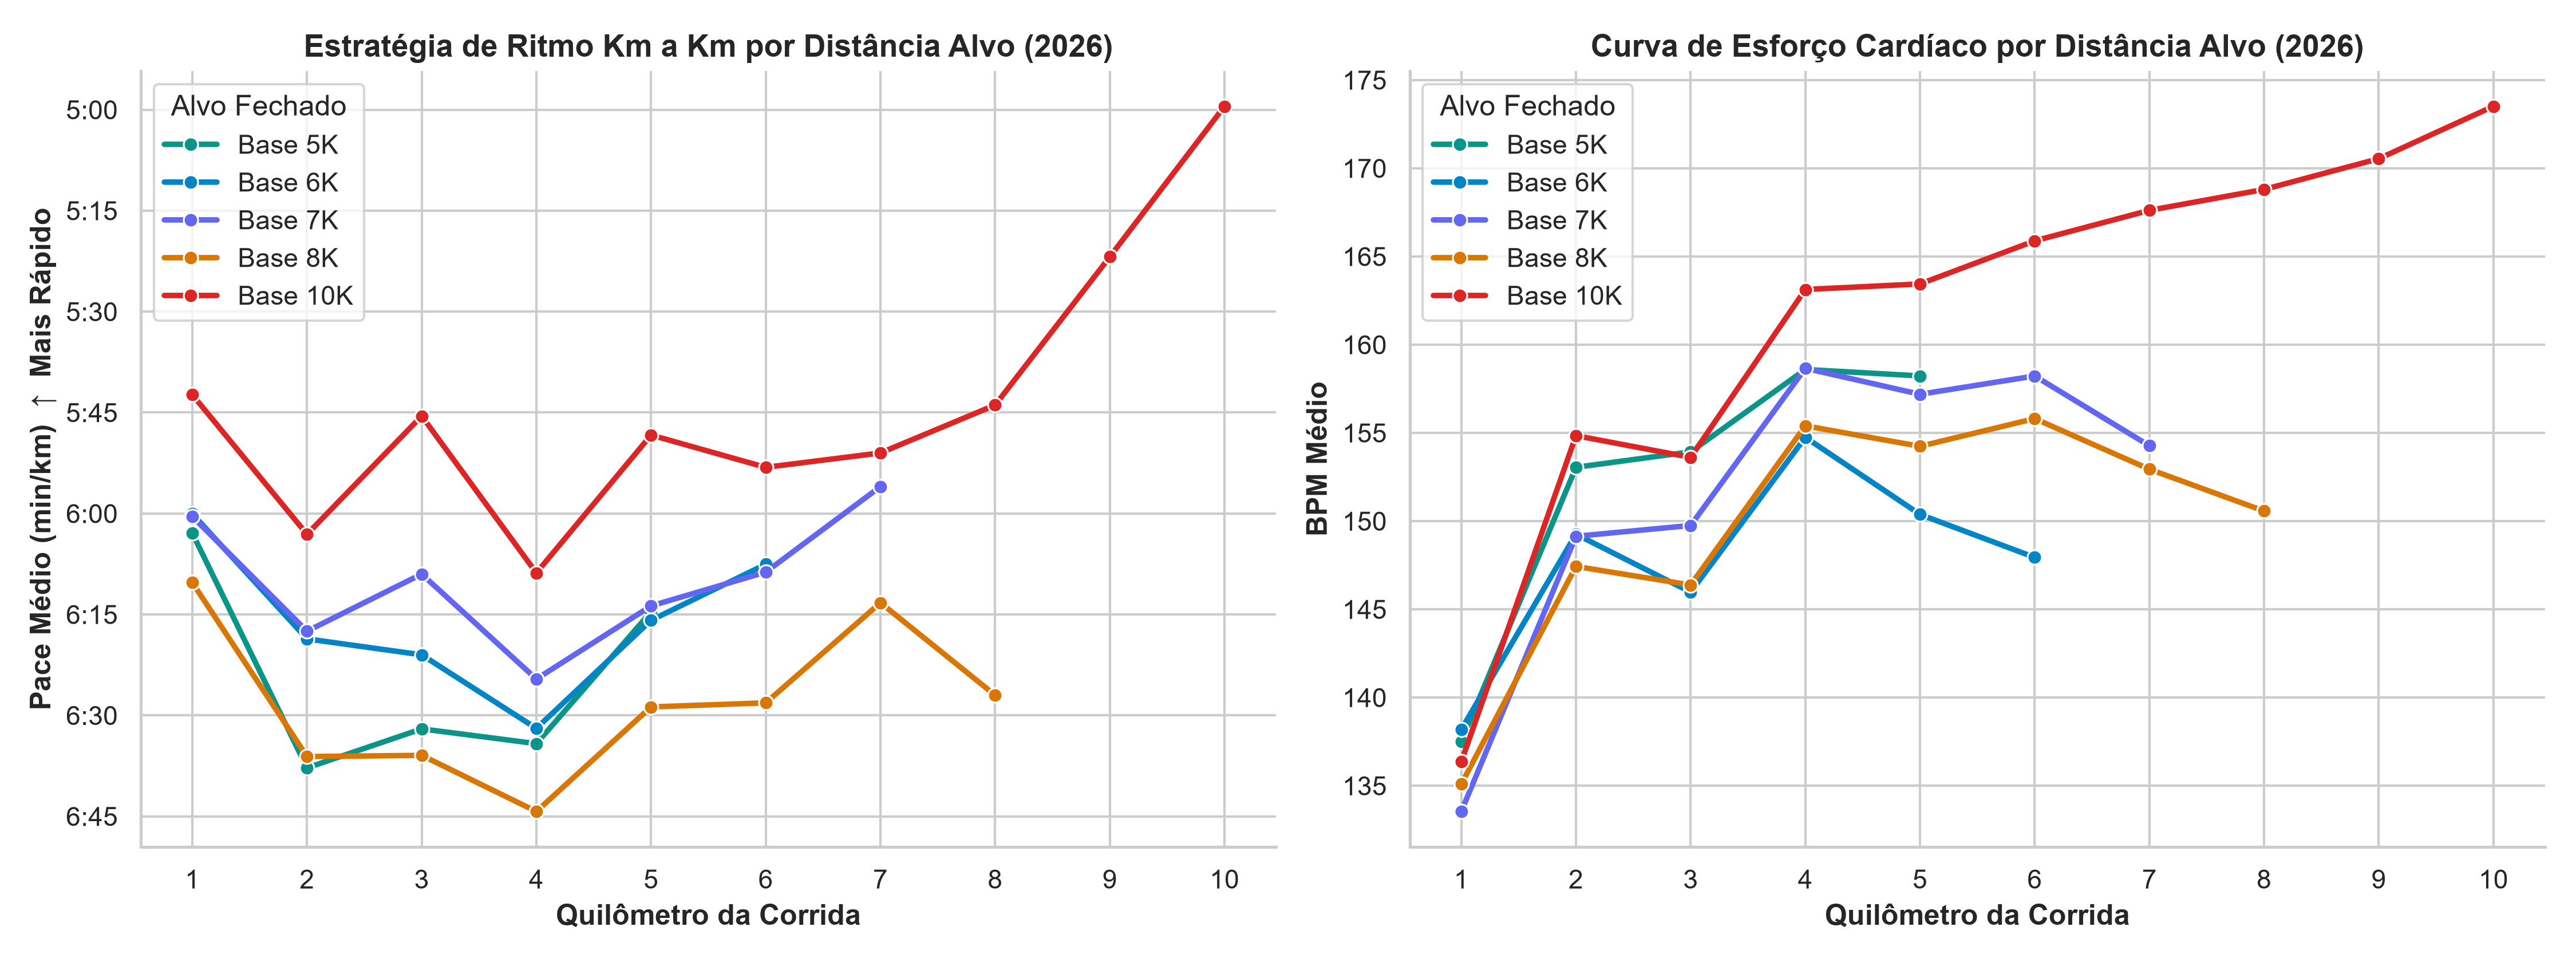 Estratégia de Ritmo Km a Km por Distância Alvo (2026)
Pace Médio (min/km) ↑ Mais Rápido
5:00
5:15
5:30
5:45
6:00
6:15
6:30
6:45
Alvo Fechado
Base 5K
Base 6K
Base 7K
Base 8K
Base 10K
1 2 3 4 5 6 7 8 9 10
Quilômetro da Corrida
Curva de Esforço Cardíaco por Distância Alvo (2026)
BPM Médio
175
170
165
160
155
150
145
140
135
Alvo Fechado
Base 5K
Base 6K
Base 7K
Base 8K
Base 10K
1 2 3 4 5 6 7 8 9 10
Quilômetro da Corrida